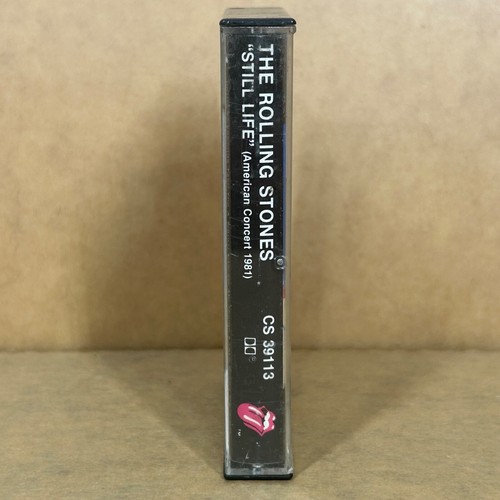 THE ROLLING STONES
“STILL LIFE” (American Concert 1981)
CS 39113